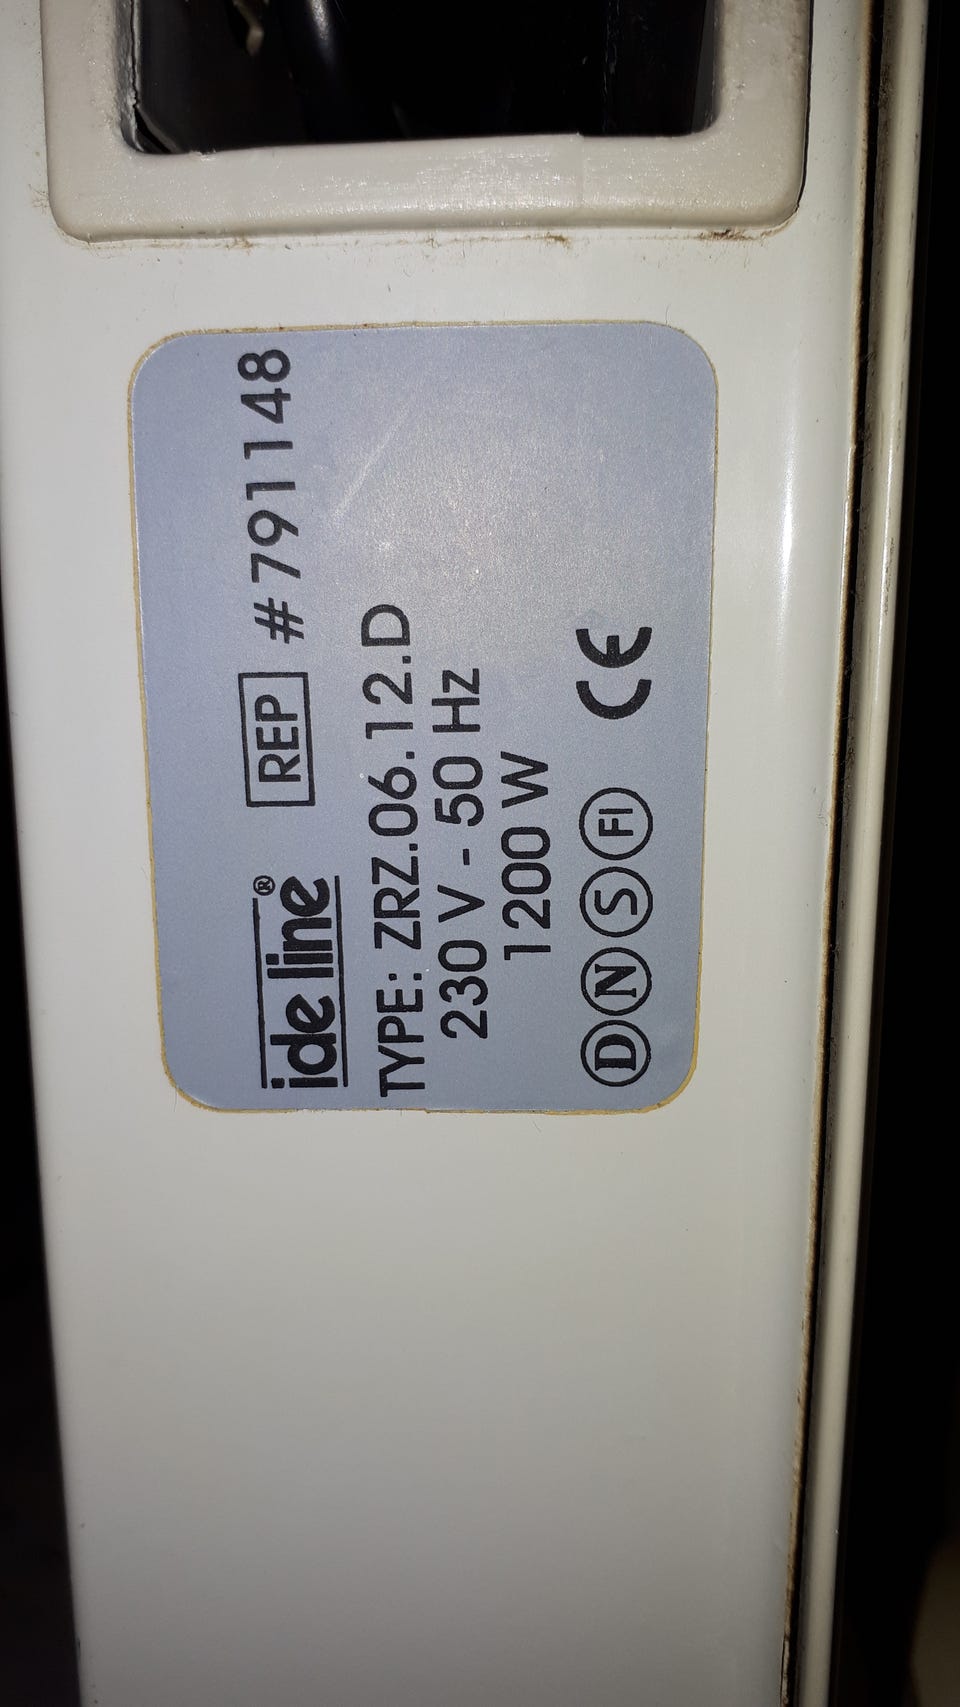 ide line® REP #791148
TYPE: ZRZ.06.12.D
230 V - 50 Hz
1200 W
D N S FI CE